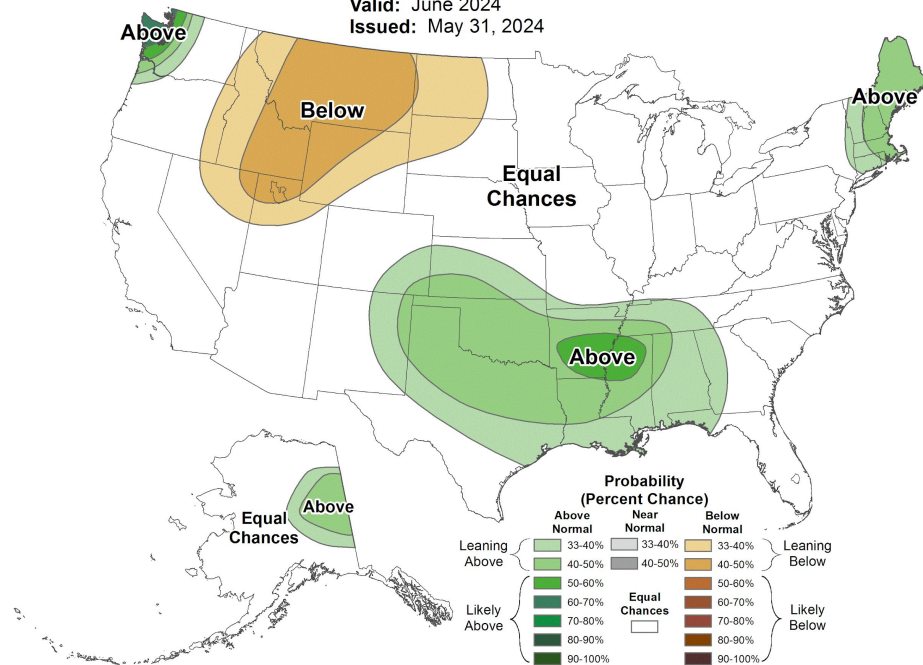 Valid: June 2024
Issued: May 31, 2024
Above
Below
Above
Equal
Chances
Above
Above
Equal
Chances
Probability
(Percent Chance)
Above
Normal
Near
Normal
Below
Normal
Leaning
Above
33-40%
33-40%
33-40%
Leaning
Below
40-50%
40-50%
40-50%
Likely
Above
50-60%
50-60%
60-70%
60-70%
Equal
Chances
70-80%
70-80%
Likely
Below
80-90%
80-90%
90-100%
90-100%